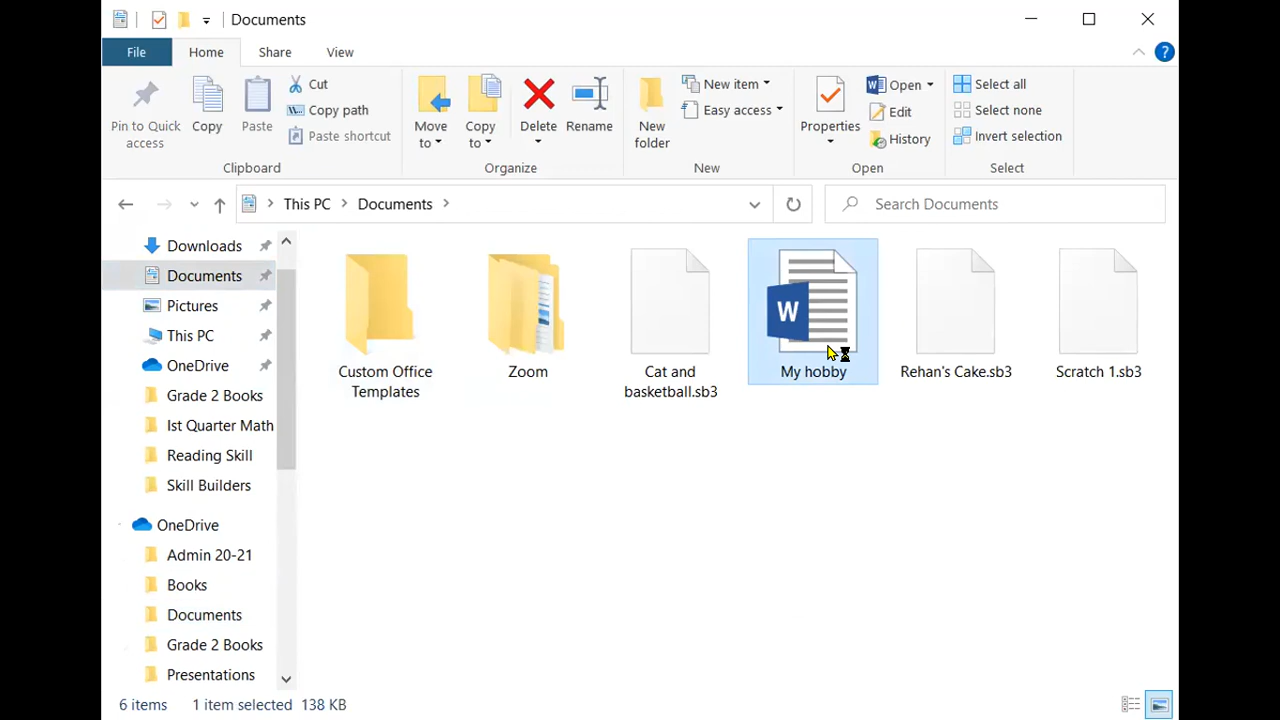 Documents
File
Home
Share
View
?
Pin to Quick
access
Copy
Paste
Cut
Copy path
Paste shortcut
Clipboard
Move
to
Copy
to
Delete
Rename
Organize
New
folder
New item
Easy access
New
Properties
Open
Edit
History
Open
Select all
Select none
Invert selection
Select
This PC
Documents
Search Documents
Downloads
Documents
Pictures
This PC
OneDrive
Grade 2 Books
Ist Quarter Math
Reading Skill
Skill Builders
OneDrive
Admin 20-21
Books
Documents
Grade 2 Books
Presentations
Custom Office
Templates
Zoom
Cat and
basketball.sb3
W
My hobby
Rehan's Cake.sb3
Scratch 1.sb3
6 items
1 item selected 138 KB